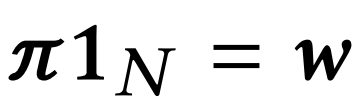 𝝅𝟏_N = 𝒘